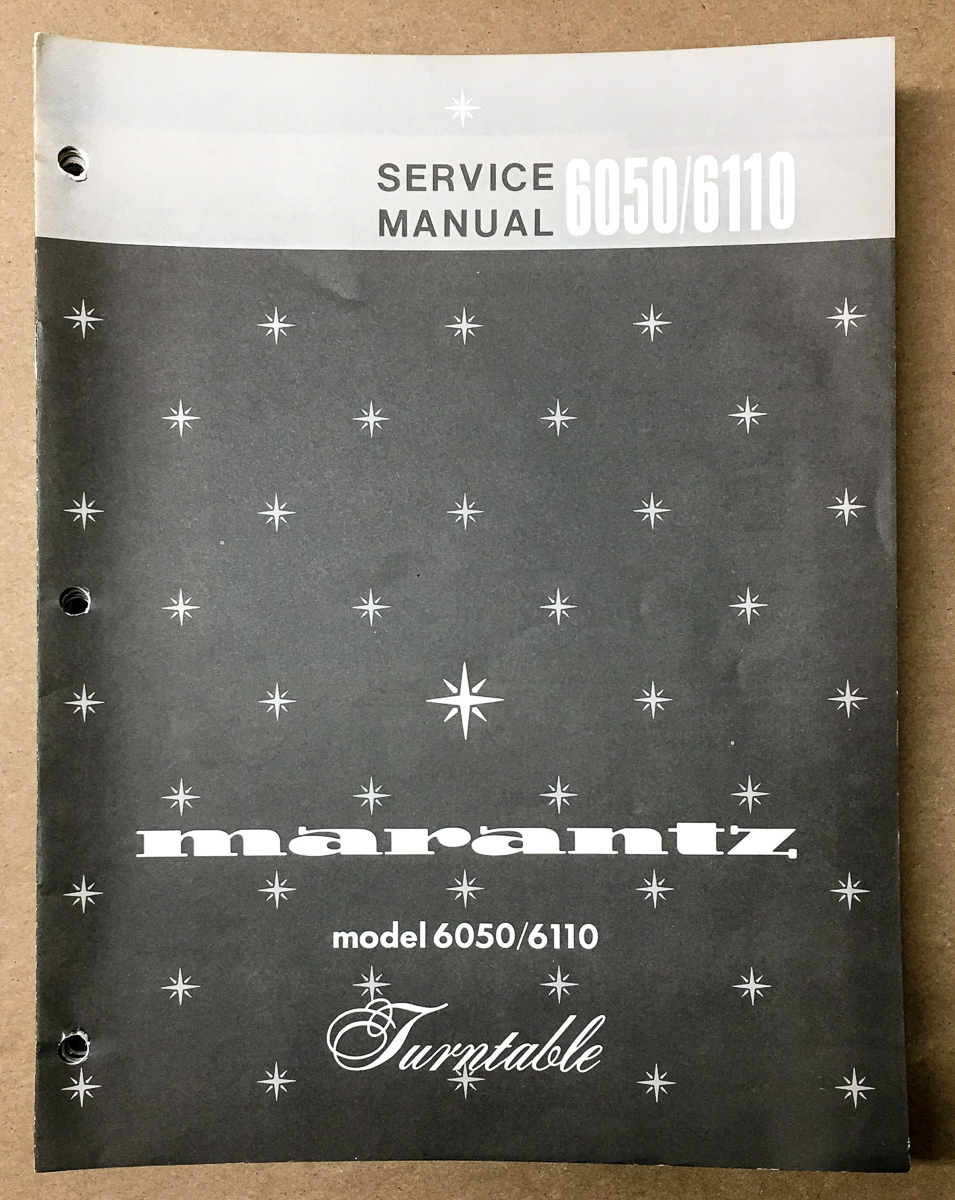 SERVICE 6050/6110
MANUAL
marantz
model 6050/6110
Turntable